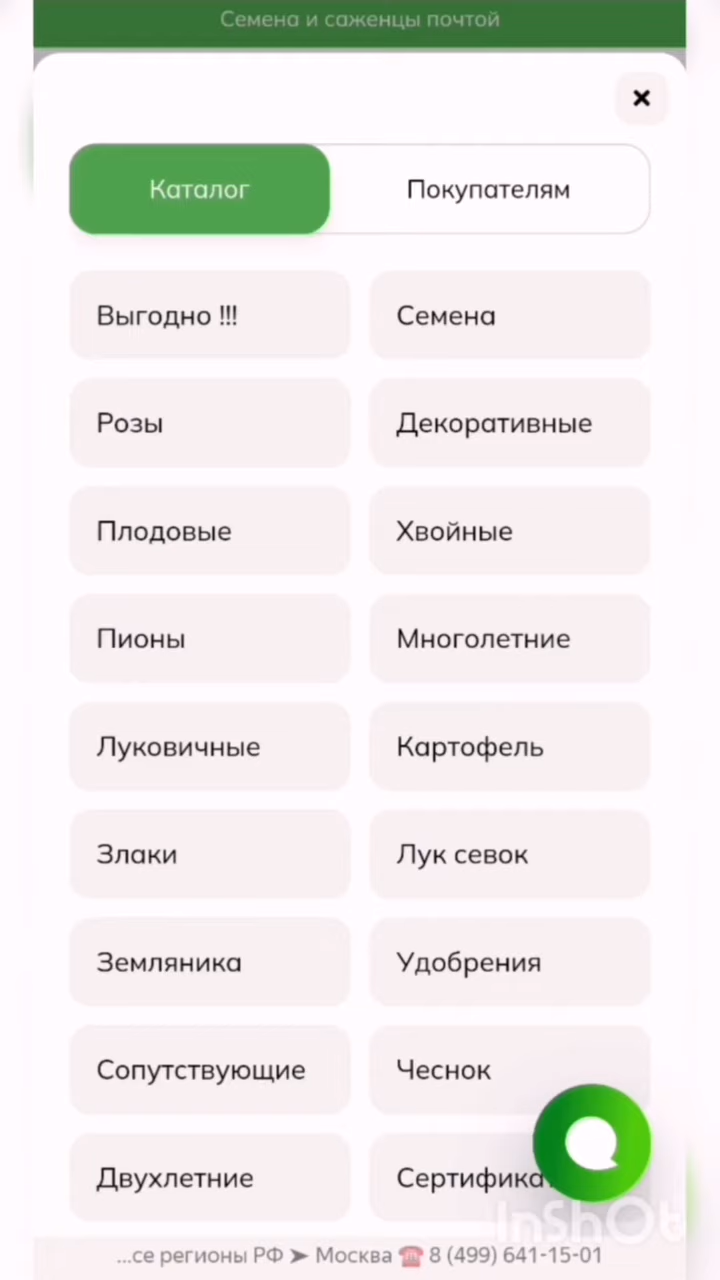 Семена и саженцы почтой
Каталог
Покупателям
Выгодно !!!
Семена
Розы
Декоративные
Плодовые
Хвойные
Пионы
Многолетние
Луковичные
Картофель
Злаки
Лук севок
Земляника
Удобрения
Сопутствующие
Чеснок
Двухлетние
Сертифика
InShOt
...се регионы РФ ➤ Москва ☎️ 8 (499) 641-15-01